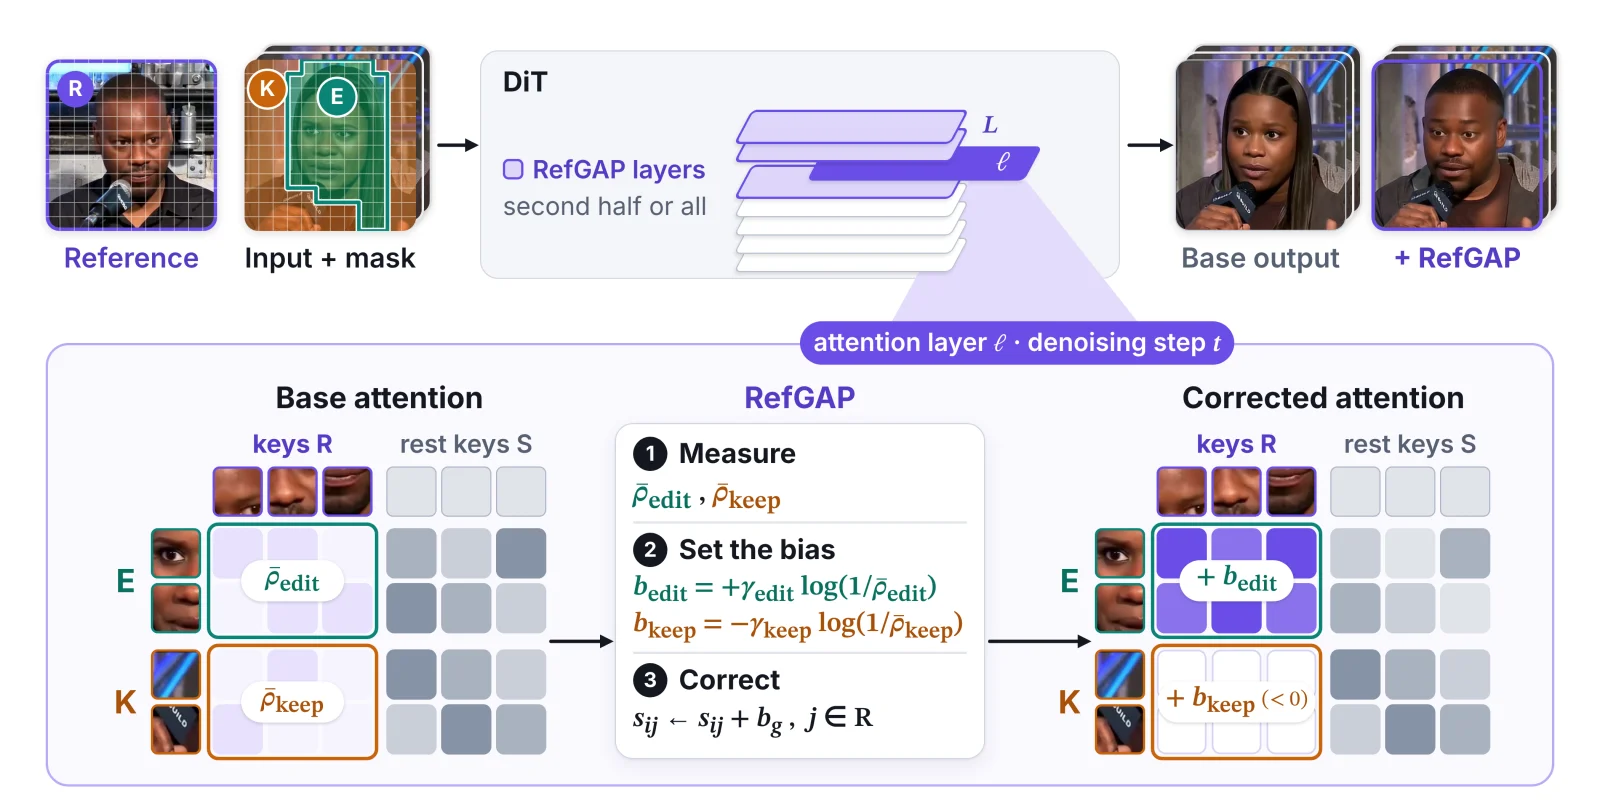 R
K
E
Reference
Input + mask
DiT
RefGAP layers
second half or all
L
ℓ
Base output
+ RefGAP
attention layer ℓ · denoising step t
Base attention
keys R
rest keys S
E
ρ̄edit
K
ρ̄keep
RefGAP
1 Measure
ρ̄edit , ρ̄keep
2 Set the bias
bedit = +γedit log(1/ρ̄edit)
bkeep = −γkeep log(1/ρ̄keep)
3 Correct
sij ← sij + bg , j ∈ R
Corrected attention
keys R
rest keys S
E
+ bedit
K
+ bkeep (< 0)
UILD